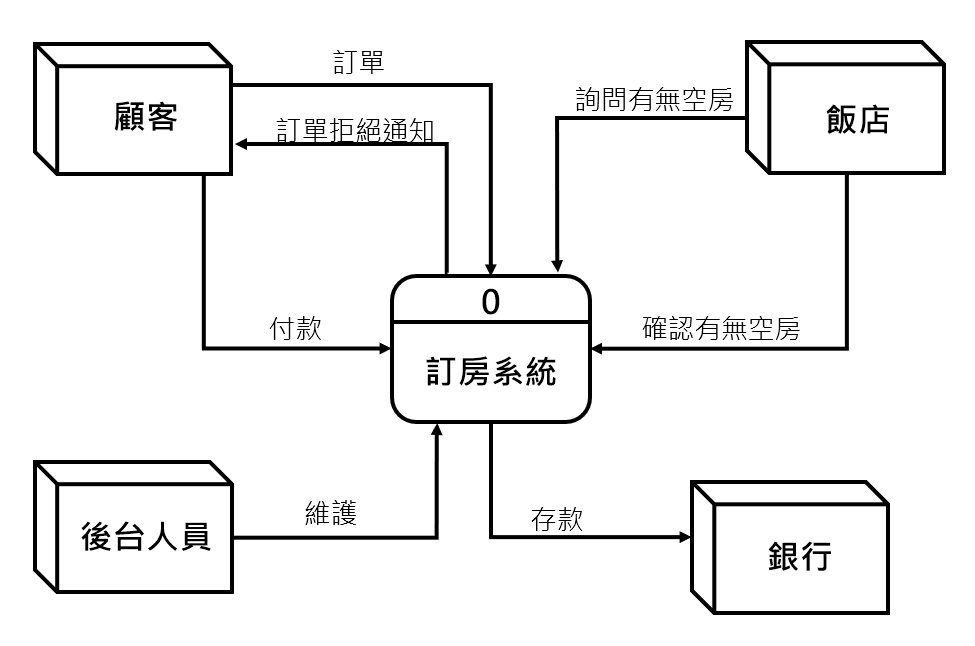 訂單
顧客
詢問有無空房
飯店
訂單拒絕通知
0
付款
確認有無空房
訂房系統
維護
存款
後台人員
銀行